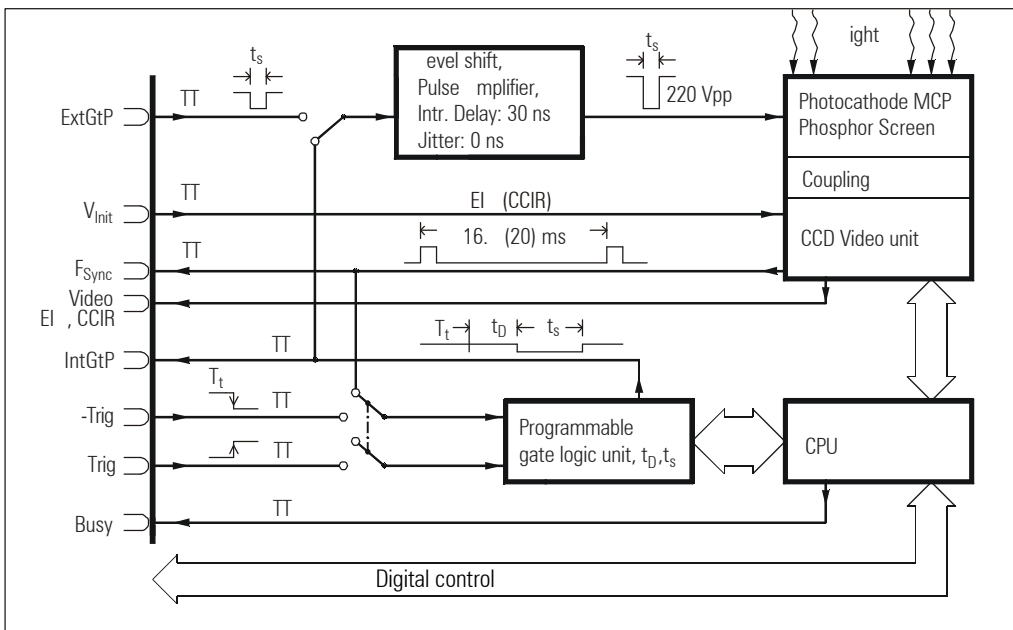 ight
t_s
evel shift,
Pulse mplifier,
Intr. Delay: 30 ns
Jitter: 0 ns
t_s
220 Vpp
Photocathode MCP
Phosphor Screen
TT
ExtGtP
Coupling
TT
V_Init
EI (CCIR)
16. (20) ms
CCD Video unit
TT
F_Sync
Video
EI , CCIR
T_t t_D t_s
TT
IntGtP
T_t
TT
-Trig
Programmable
gate logic unit, t_D,t_s
CPU
TT
Trig
TT
Busy
Digital control